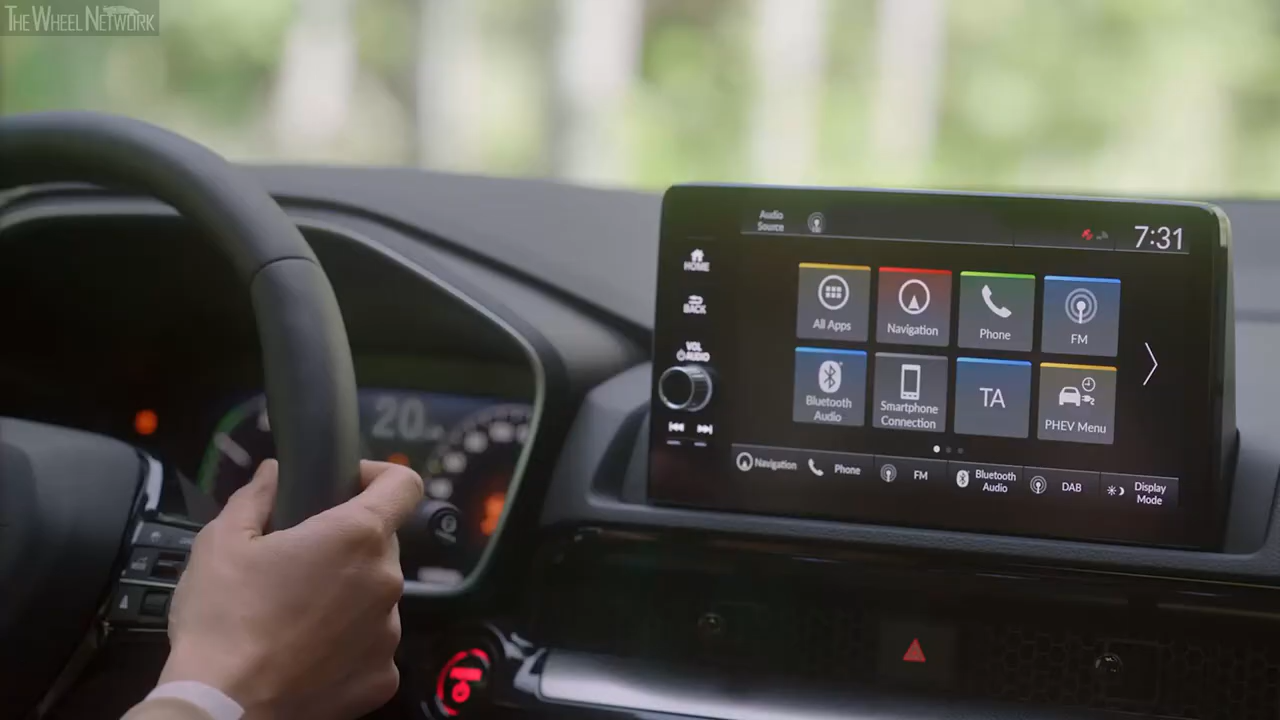 THE WHEEL NETWORK
Audio
Source
7:31
HOME
BACK
VOL
AUDIO
All Apps
Navigation
Phone
FM
Bluetooth
Audio
Smartphone
Connection
TA
PHEV Menu
Navigation
Phone
FM
Bluetooth
Audio
DAB
Display
Mode
20